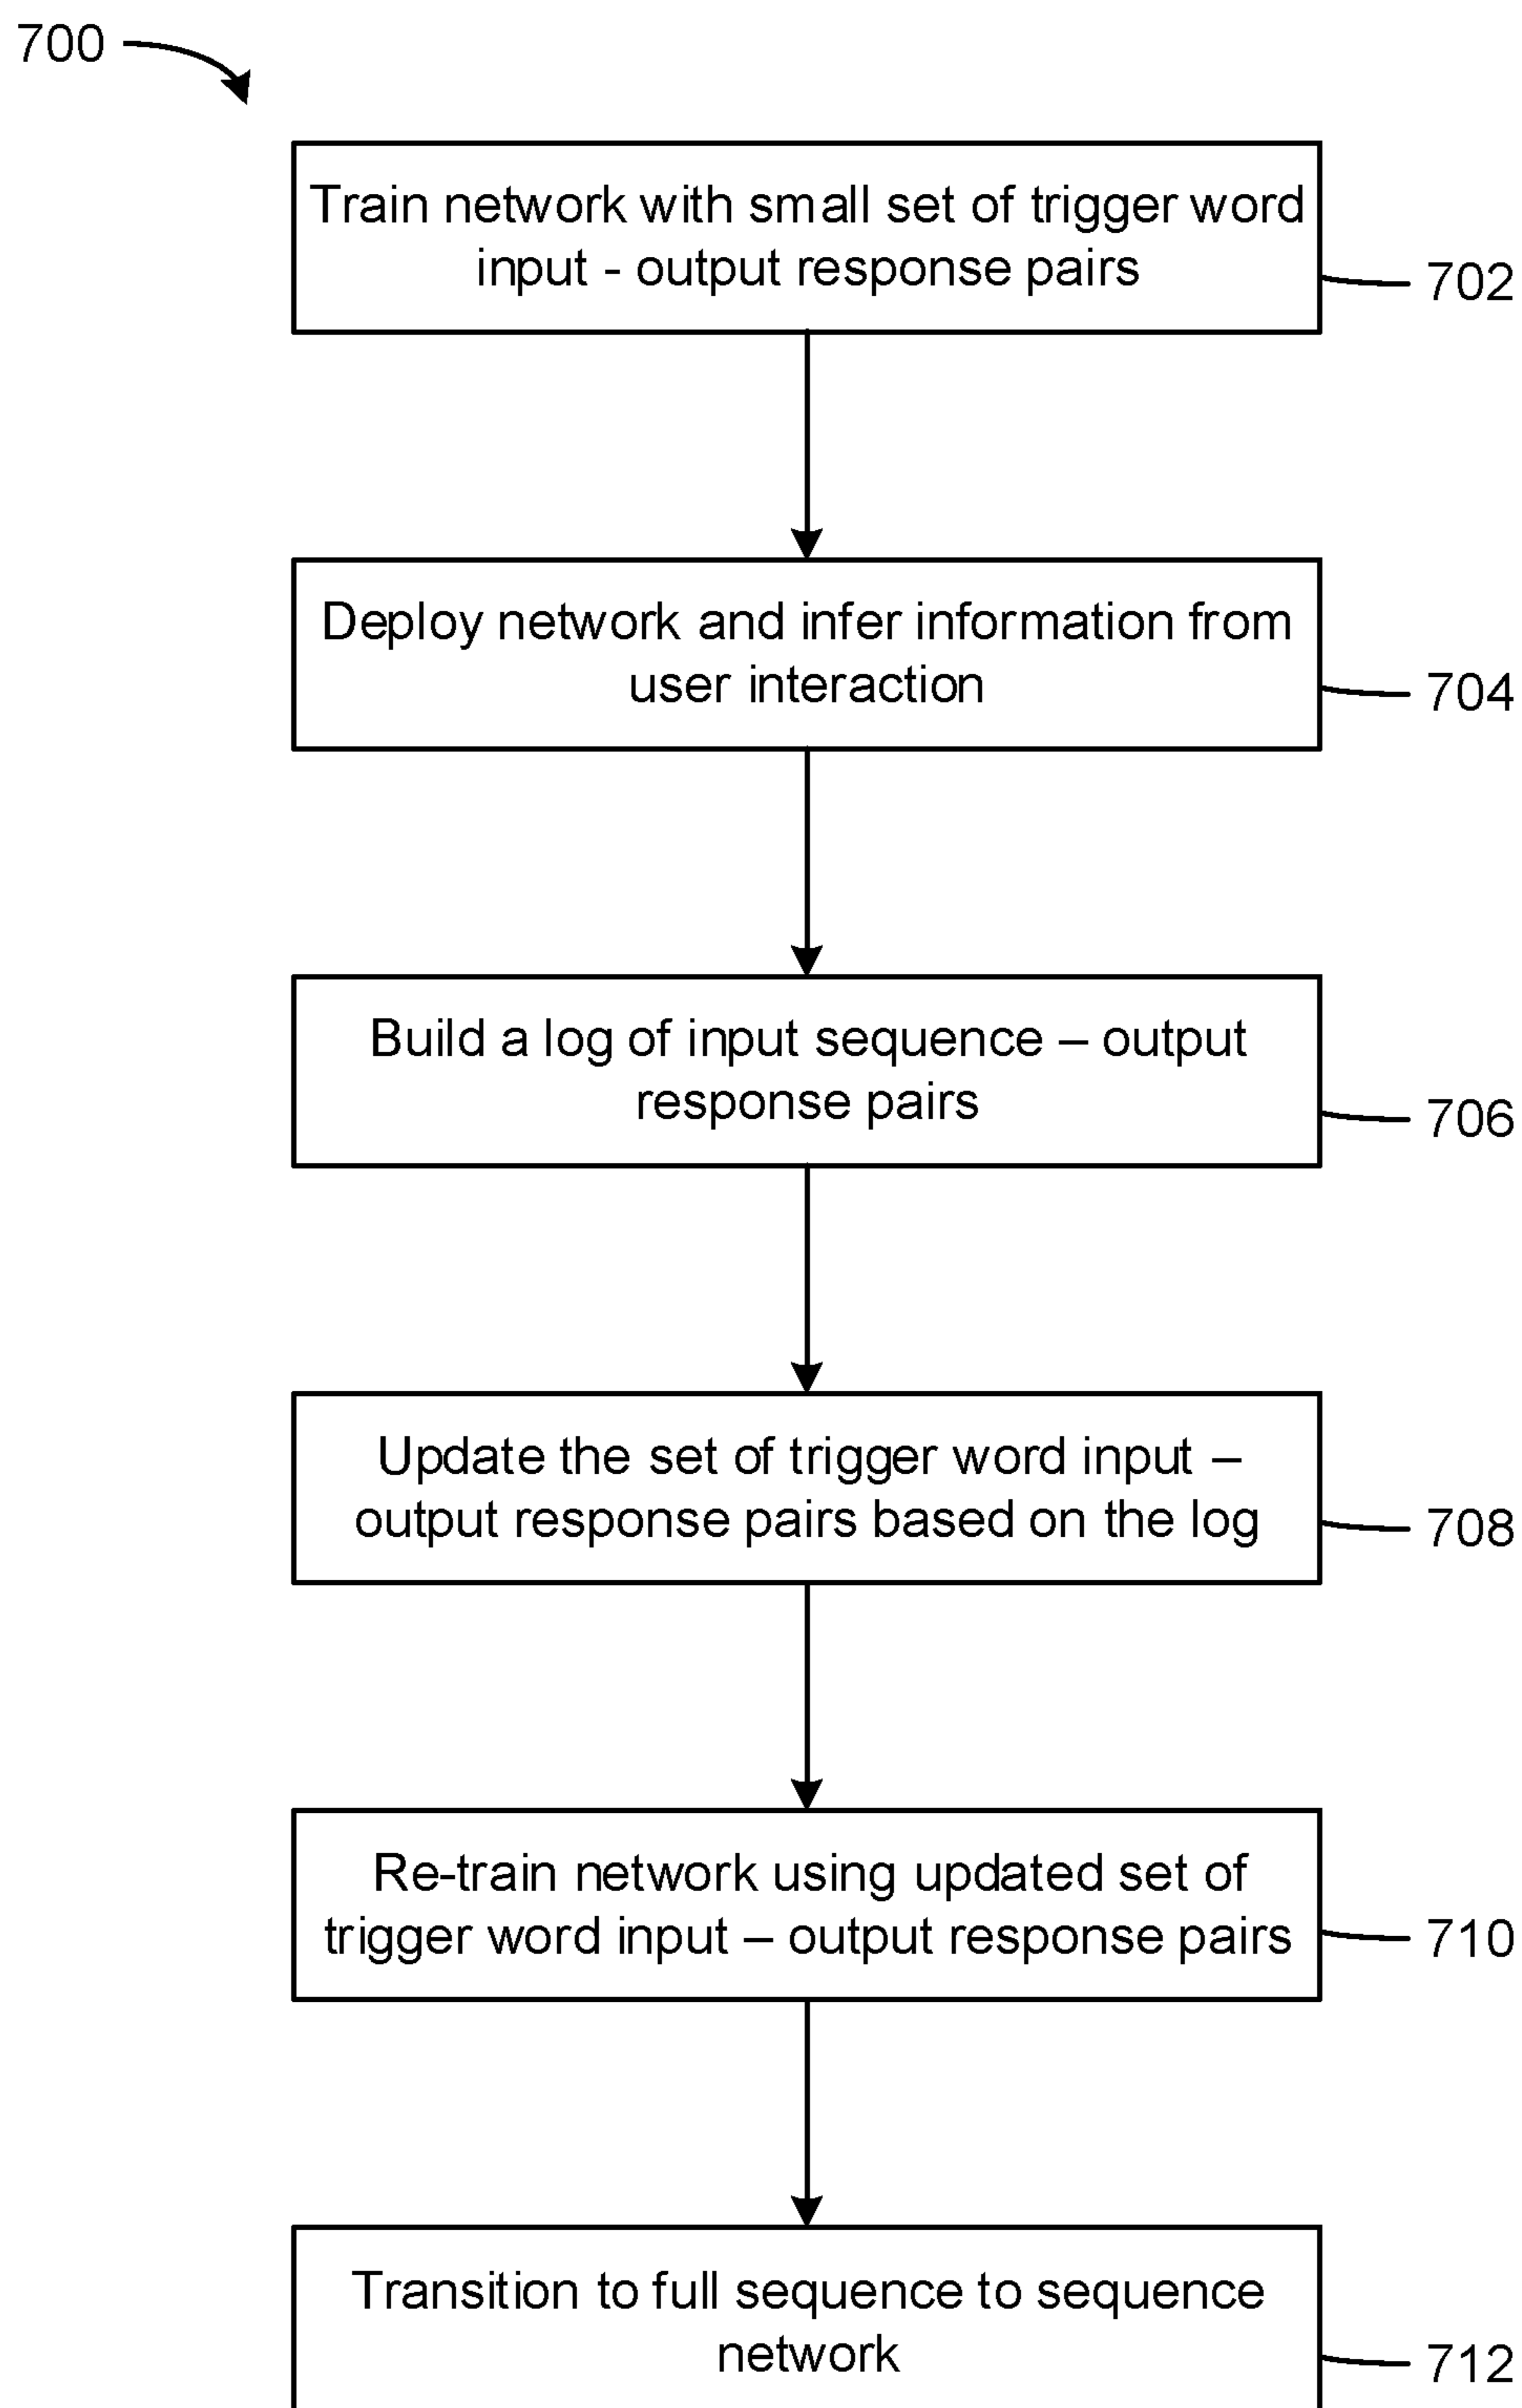 700
Train network with small set of trigger word
input - output response pairs
702
Deploy network and infer information from
user interaction
704
Build a log of input sequence – output
response pairs
706
Update the set of trigger word input –
output response pairs based on the log
708
Re-train network using updated set of
trigger word input – output response pairs
710
Transition to full sequence to sequence
network
712